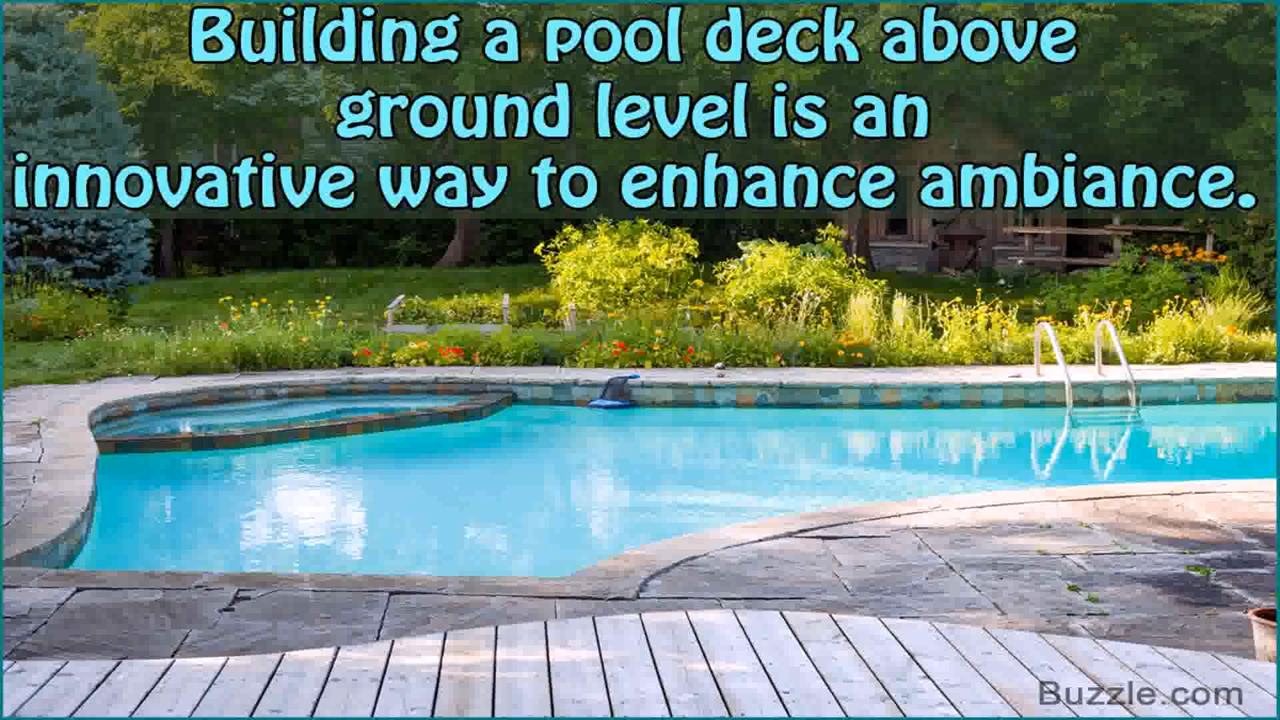 Building a pool deck above
ground level is an
innovative way to enhance ambiance.
Buzzle.com